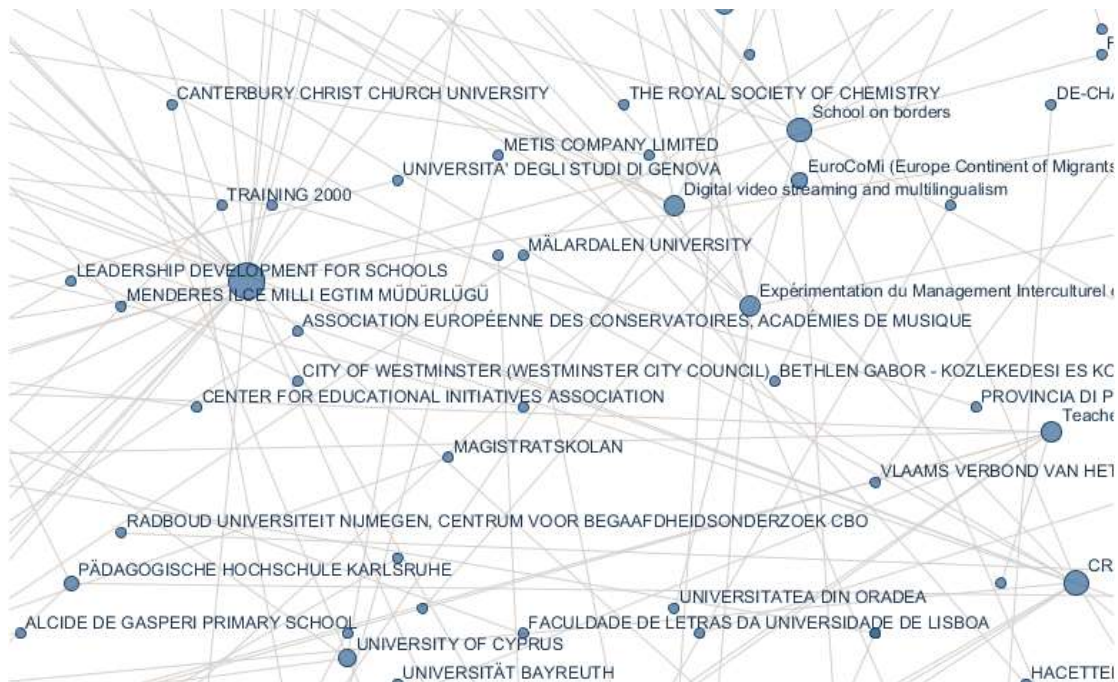 CANTERBURY CHRIST CHURCH UNIVERSITY
THE ROYAL SOCIETY OF CHEMISTRY
School on borders
METIS COMPANY LIMITED
UNIVERSITA' DEGLI STUDI DI GENOVA
EuroCoMi (Europe Continent of Migrants
Digital video streaming and multilingualism
TRAINING 2000
MÄLARDALEN UNIVERSITY
LEADERSHIP DEVELOPMENT FOR SCHOOLS
MENDERES ILCE MILLI EGTIM MÜDÜRLÜGÜ
Expérimentation du Management Interculturel
ASSOCIATION EUROPÉENNE DES CONSERVATOIRES, ACADÉMIES DE MUSIQUE
CITY OF WESTMINSTER (WESTMINSTER CITY COUNCIL)
BETHLEN GABOR - KOZLEKEDESI ES
CENTER FOR EDUCATIONAL INITIATIVES ASSOCIATION
PROVINCIA DI
MAGISTRATSKOLAN
VLAAMS VERBOND VAN HET
RADBOUD UNIVERSITEIT NIJMEGEN, CENTRUM VOOR BEGAAFDHEIDSONDERZOEK CBO
PÄDAGOGISCHE HOCHSCHULE KARLSRUHE
UNIVERSITATEA DIN ORADEA
ALCIDE DE GASPERI PRIMARY SCHOOL
FACULDADE DE LETRAS DA UNIVERSIDADE DE LISBOA
UNIVERSITY OF CYPRUS
UNIVERSITÄT BAYREUTH